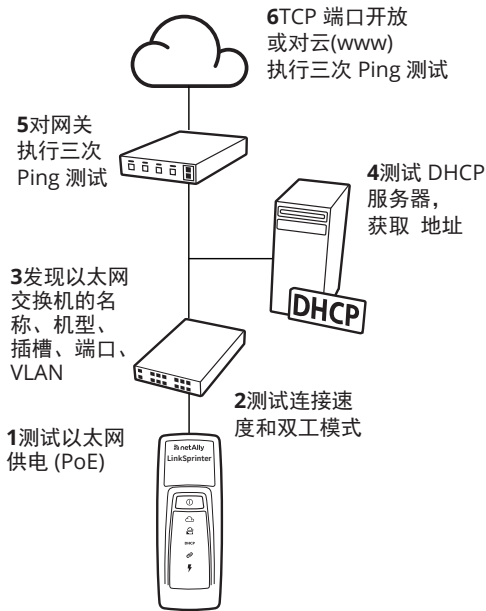 6TCP 端口开放
或对云(www)
执行三次 Ping 测试
5对网关
执行三次
Ping 测试
4测试 DHCP
服务器，
获取 地址
DHCP
3发现以太网
交换机的名
称、机型、
插槽、端口、
VLAN
2测试连接速
度和双工模式
1测试以太网
供电 (PoE)
netAlly
LinkSprinter
DHCP